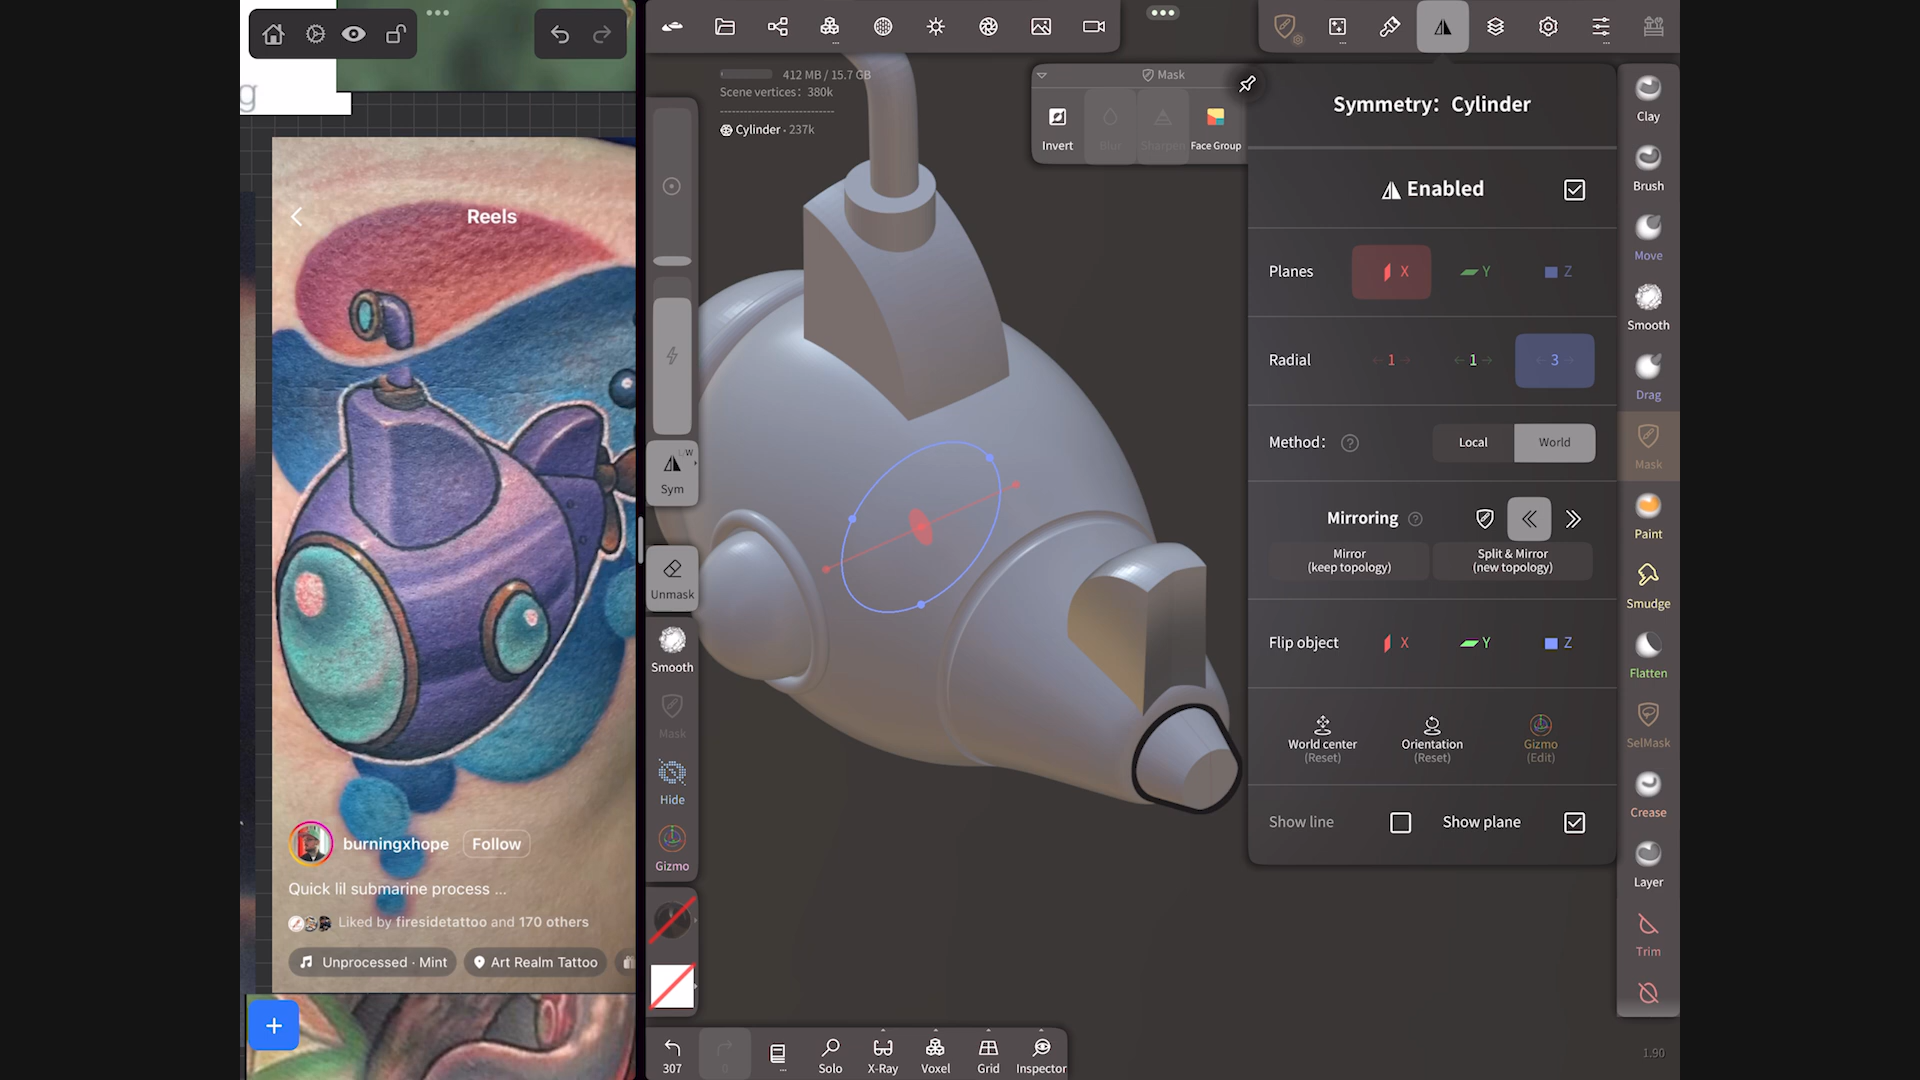 g
Reels
burningxhope
Follow
Quick lil submarine process ...
Liked by firesidetattoo and 170 others
Unprocessed · Mint
Art Realm Tattoo
412 MB / 15.7 GB
Scene vertices: 380k
Cylinder · 237k
Mask
Invert
Blur
Sharpen
Face Group
L/W
Sym
Unmask
Smooth
Mask
Hide
Gizmo
307
0
...
Solo
X-Ray
Voxel
Grid
Inspector
Symmetry: Cylinder
Enabled
Planes
X
Y
Z
Radial
1
1
3
Method:
?
Local
World
Mirroring
?
Mirror
(keep topology)
Split & Mirror
(new topology)
Flip object
X
Y
Z
World center
(Reset)
Orientation
(Reset)
Gizmo
(Edit)
Show line
Show plane
Clay
Brush
Move
Smooth
Drag
Mask
Paint
Smudge
Flatten
SelMask
Crease
Layer
Trim
1.90